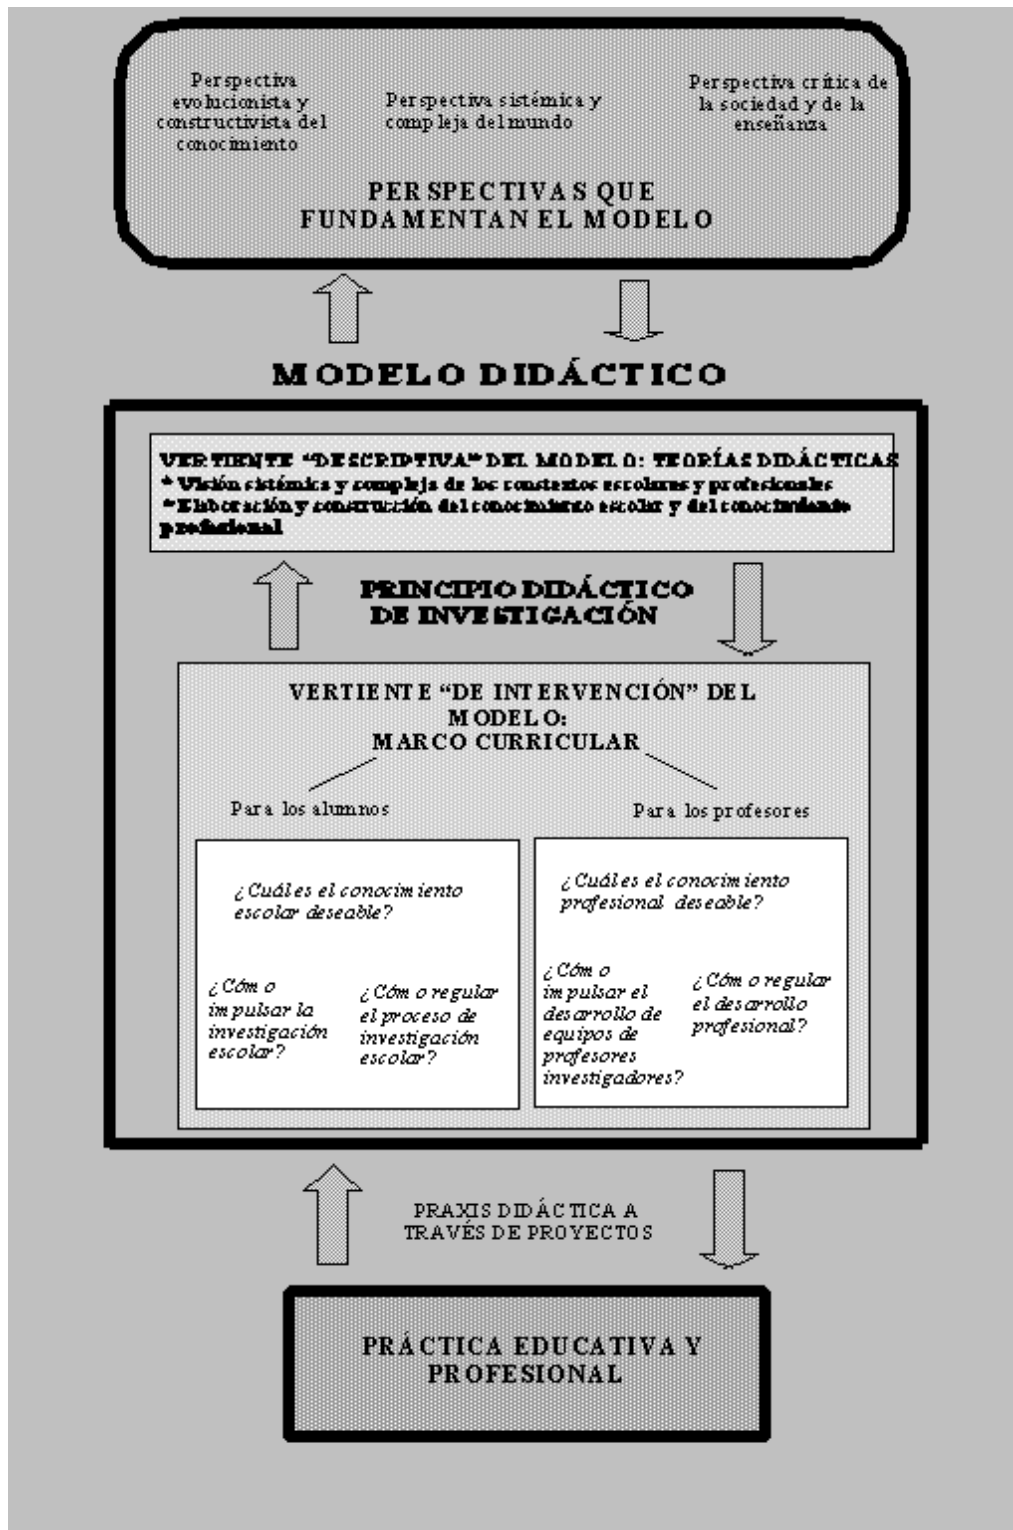 Perspectiva
evolucionista y
constructivista del
conocimiento
Perspectiva sistémica y
compleja del mundo
Perspectiva crítica de
la sociedad y de la
enseñanza
PERSPECTIVAS QUE
FUNDAMENTAN EL MODELO
MODELO DIDÁCTICO
VERTIENTE “DESCRIPTIVA” DEL MODELO: TEORÍAS DIDÁCTICAS
* Visión sistémica y compleja de los contextos escolares y profesionales
* Elaboración y construcción del conocimiento escolar y del conocimiento
profesional
PRINCIPIO DIDÁCTICO
DE INVESTIGACIÓN
VERTIENTE “DE INTERVENCIÓN” DEL
MODELO:
MARCO CURRICULAR
Para los alumnos
¿Cuál es el conocimiento
escolar deseable?
¿Cómo
impulsar la
investigación
escolar?
¿Cómo regular
el proceso de
investigación
escolar?
Para los profesores
¿Cuál es el conocimiento
profesional deseable?
¿Cómo
impulsar el
desarrollo de
equipos de
profesores
investigadores?
¿Cómo regular
el desarrollo
profesional?
PRAXIS DIDÁCTICA A
TRAVÉS DE PROYECTOS
PRÁCTICA EDUCATIVA Y
PROFESIONAL